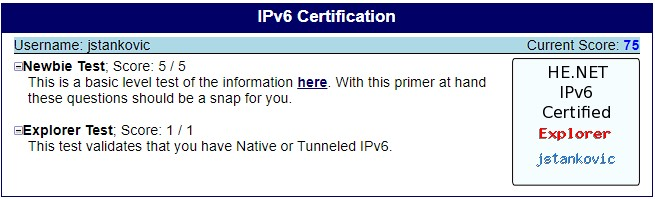 IPv6 Certification
Username: jstankovic
Current Score: 75
Newbie Test; Score: 5 / 5
This is a basic level test of the information here. With this primer at hand
these questions should be a snap for you.
Explorer Test; Score: 1 / 1
This test validates that you have Native or Tunneled IPv6.
HE.NET
IPv6
Certified
Explorer
jstankovic